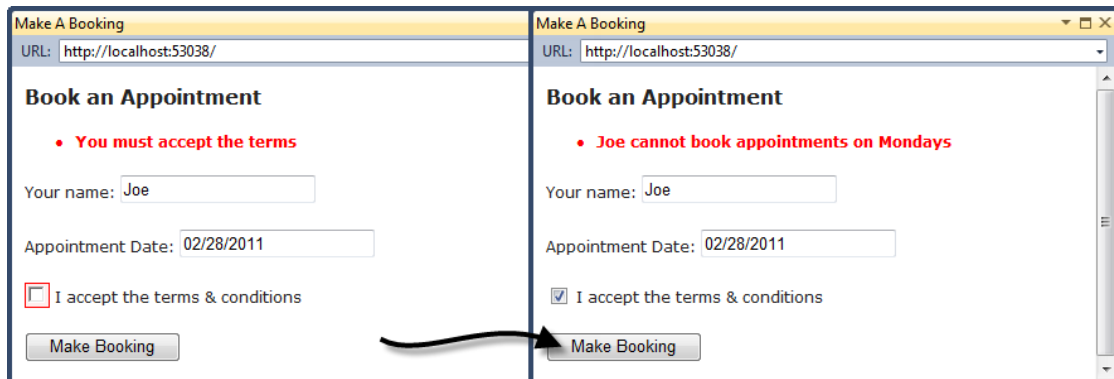 Make A Booking
URL: http://localhost:53038/
Book an Appointment
• You must accept the terms
Your name: Joe
Appointment Date: 02/28/2011
I accept the terms & conditions
Make Booking
Make A Booking
URL: http://localhost:53038/
Book an Appointment
• Joe cannot book appointments on Mondays
Your name: Joe
Appointment Date: 02/28/2011
I accept the terms & conditions
Make Booking